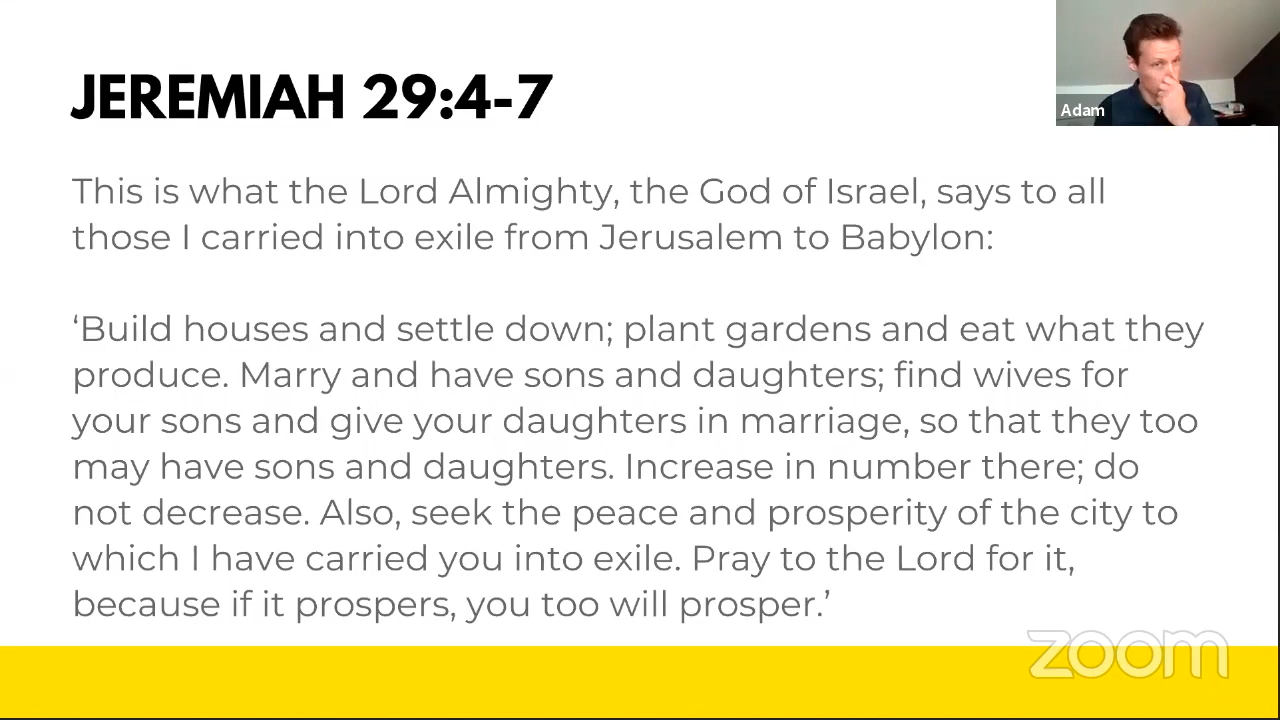 JEREMIAH 29:4-7
Adam
This is what the Lord Almighty, the God of Israel, says to all
those I carried into exile from Jerusalem to Babylon:
‘Build houses and settle down; plant gardens and eat what they
produce. Marry and have sons and daughters; find wives for
your sons and give your daughters in marriage, so that they too
may have sons and daughters. Increase in number there; do
not decrease. Also, seek the peace and prosperity of the city to
which I have carried you into exile. Pray to the Lord for it,
because if it prospers, you too will prosper.’
zoom